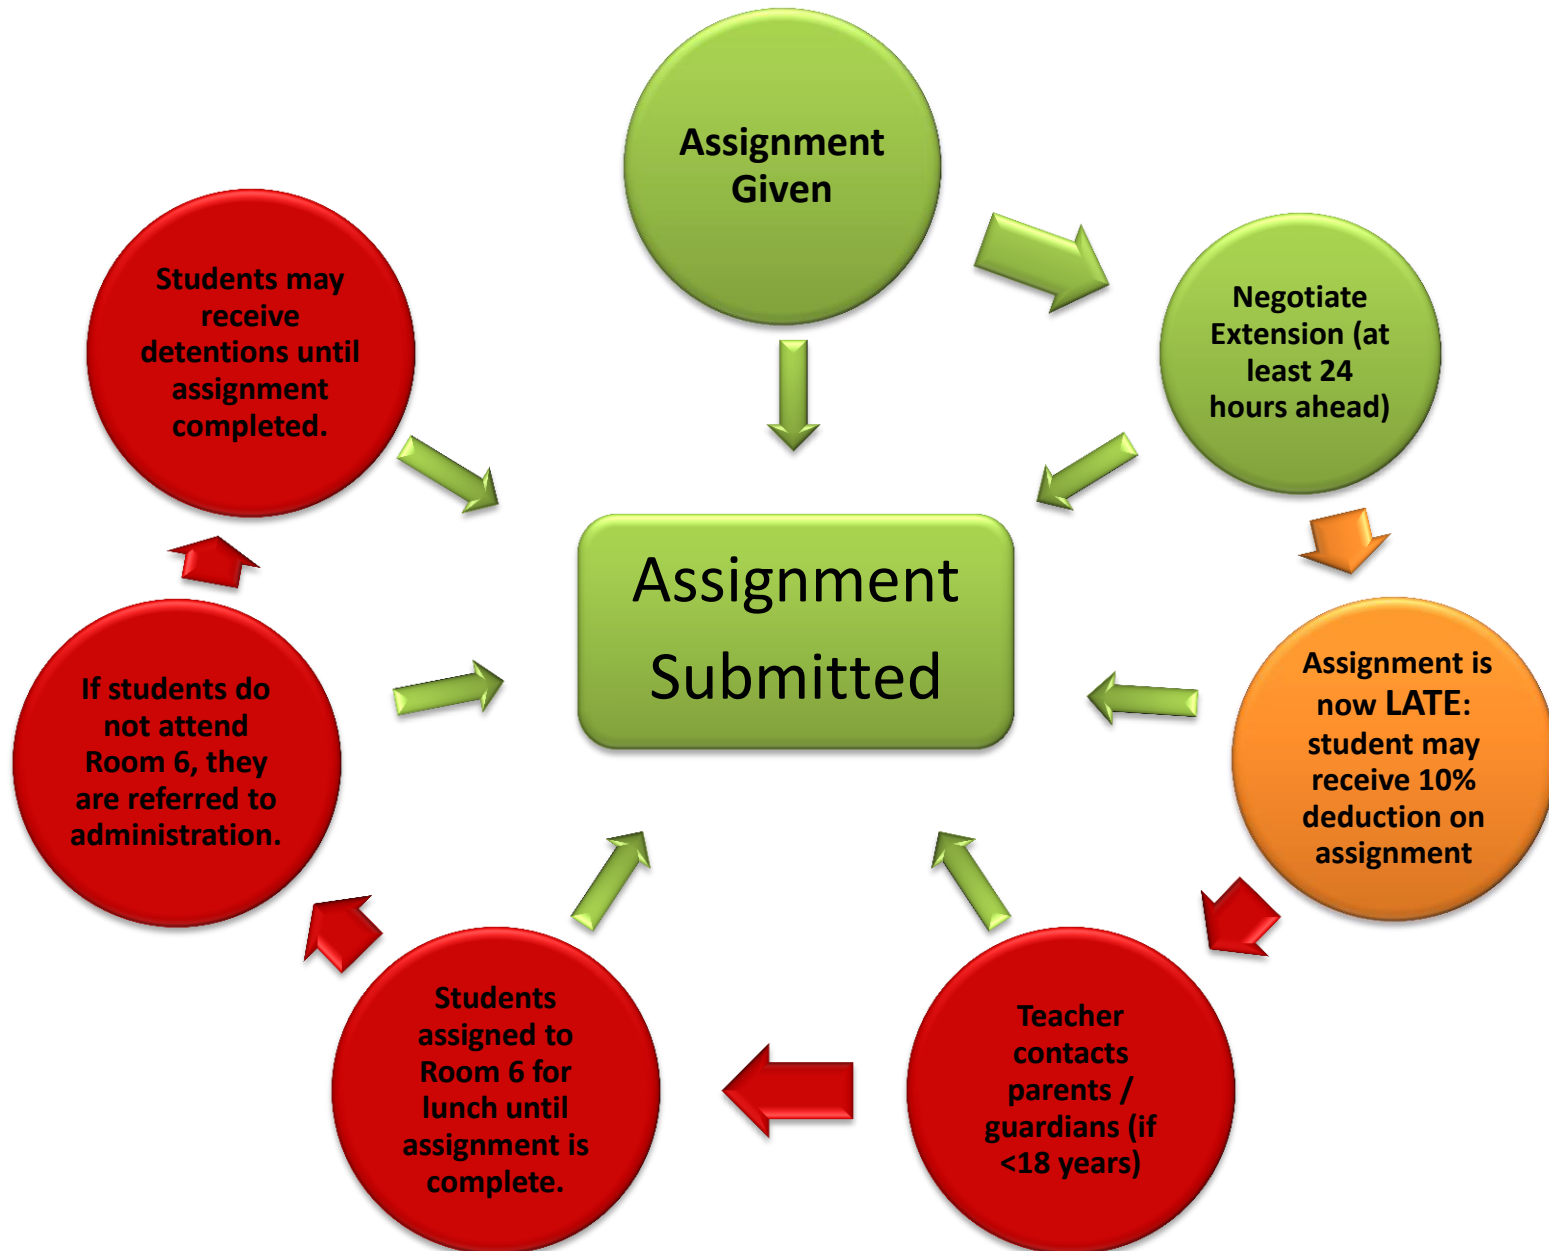 Assignment
Given
Negotiate
Extension (at
least 24
hours ahead)
Assignment is
now LATE:
student may
receive 10%
deduction on
assignment
Teacher
contacts
parents /
guardians (if
<18 years)
Students
assigned to
Room 6 for
lunch until
assignment is
complete.
If students do
not attend
Room 6, they
are referred to
administration.
Students may
receive
detentions until
assignment
completed.
Assignment
Submitted